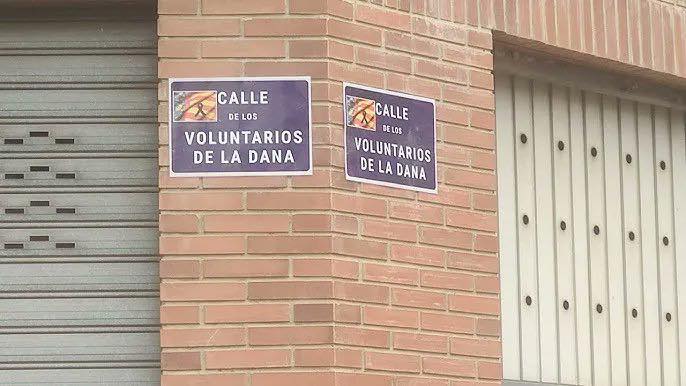 CALLE
DE LOS
VOLUNTARIOS
DE LA DANA
CALLE
DE LOS
VOLUNTARIOS
DE LA DANA